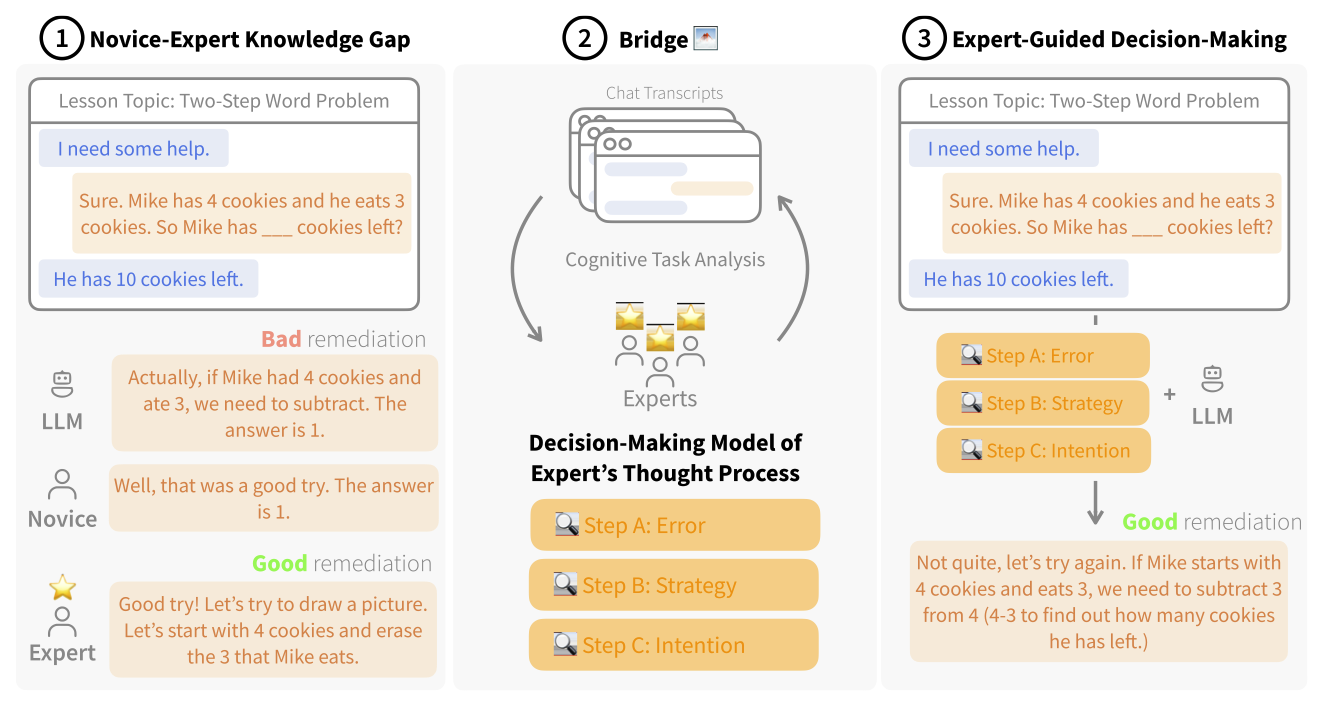 1 Novice-Expert Knowledge Gap
Lesson Topic: Two-Step Word Problem
I need some help.
Sure. Mike has 4 cookies and he eats 3
cookies. So Mike has ___ cookies left?
He has 10 cookies left.
Bad remediation
LLM
Actually, if Mike had 4 cookies and
ate 3, we need to subtract. The
answer is 1.
Novice
Well, that was a good try. The answer
is 1.
Good remediation
Expert
Good try! Let’s try to draw a picture.
Let’s start with 4 cookies and erase
the 3 that Mike eats.
2 Bridge
Chat Transcripts
Cognitive Task Analysis
Experts
Decision-Making Model of
Expert’s Thought Process
Step A: Error
Step B: Strategy
Step C: Intention
3 Expert-Guided Decision-Making
Lesson Topic: Two-Step Word Problem
I need some help.
Sure. Mike has 4 cookies and he eats 3
cookies. So Mike has ___ cookies left?
He has 10 cookies left.
Step A: Error
Step B: Strategy
Step C: Intention
+
LLM
Good remediation
Not quite, let’s try again. If Mike starts with
4 cookies and eats 3, we need to subtract 3
from 4 (4-3 to find out how many cookies
he has left.)